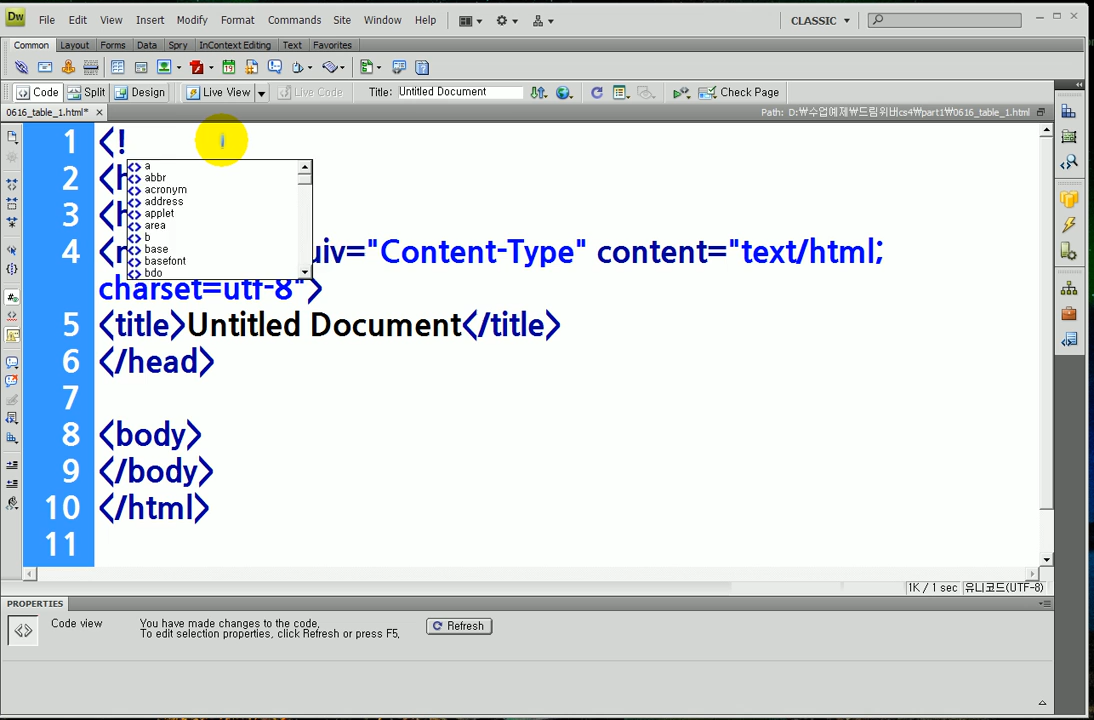 Dw File Edit View Insert Modify Format Commands Site Window Help CLASSIC
Common Layout Forms Data Spry InContext Editing Text Favorites
19
Code Split Design Live View Live Code Title: Untitled Document Check Page
0616_table_1.html* Path: D:₩수업예제₩드림위버cs4₩part1₩0616_table_1.html
1 <!
a
abbr
2 <h
acronym
address
3 <h
applet
area
b
4 <m uiv="Content-Type" content="text/html;
base
basefont
bdo
charset=utf-8">
5 <title>Untitled Document</title>
6 </head>
7
8 <body>
9 </body>
10 </html>
11
1K / 1 sec 유니코드(UTF-8)
PROPERTIES
Code view You have made changes to the code,
To edit selection properties, click Refresh or press F5, Refresh